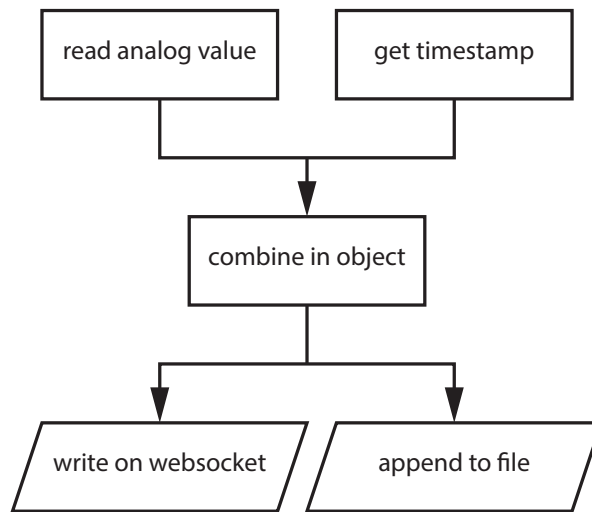 read analog value
get timestamp
combine in object
write on websocket
append to file